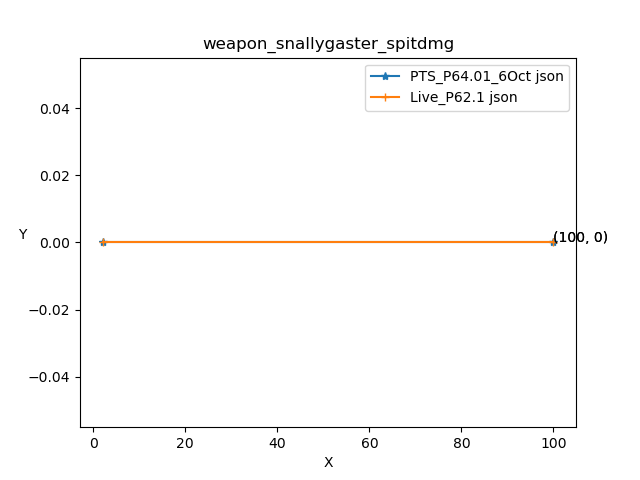 weapon_snallygaster_spitdmg
PTS_P64.01_6Oct json
Live_P62.1 json
0.04
0.02
0.00
−0.02
−0.04
Y
(100, 0)
0
20
40
60
80
100
X